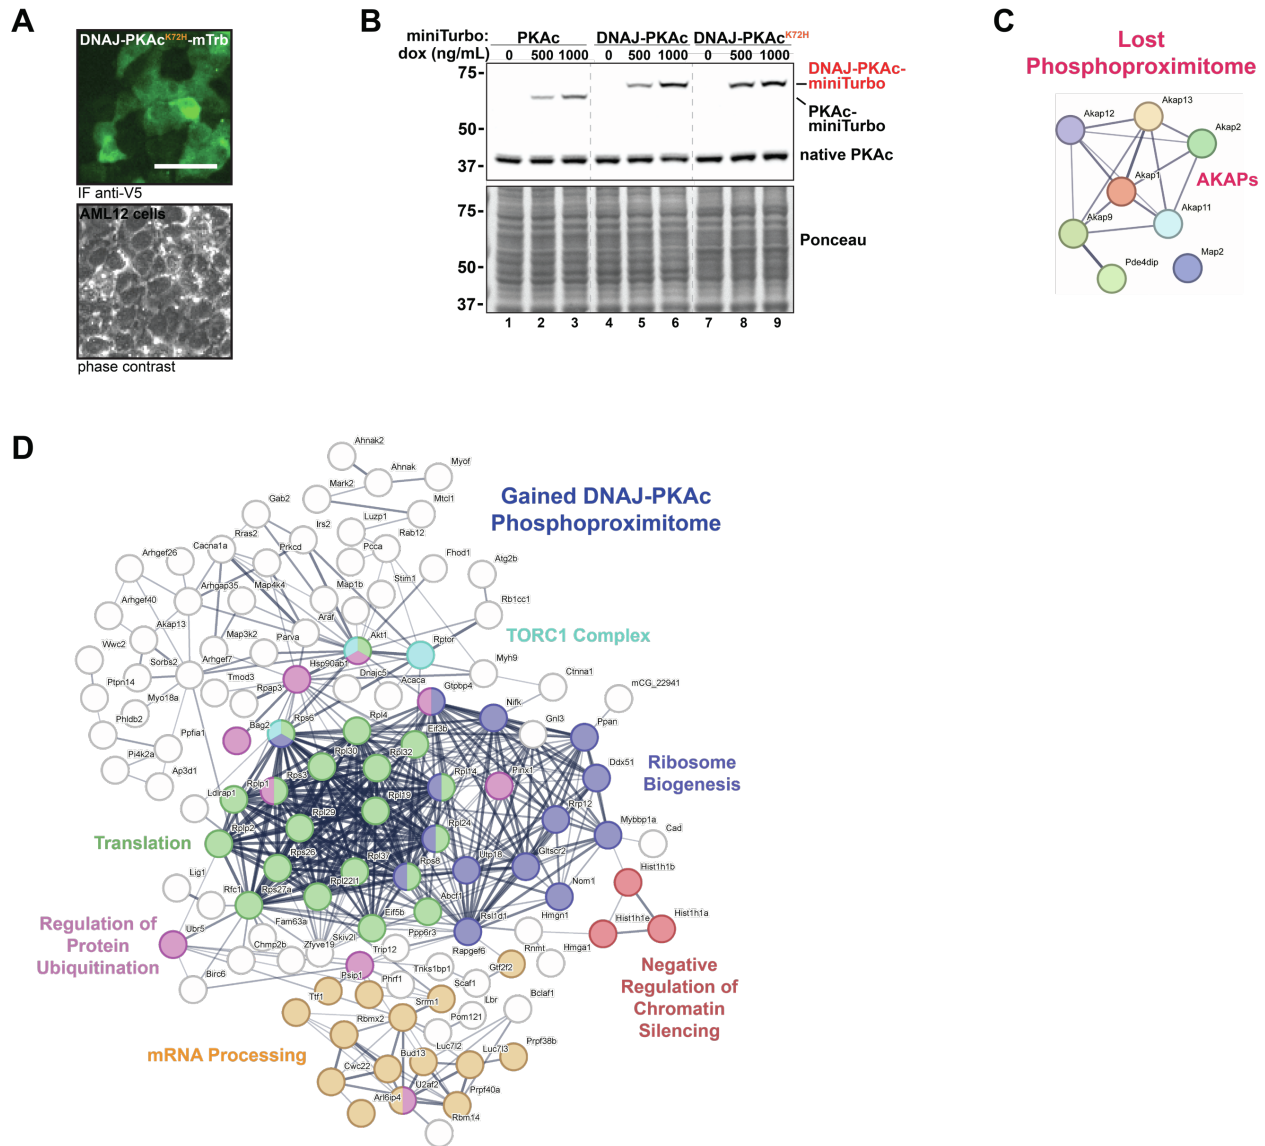 A
DNAJ-PKAcK72H-mTrb
IF anti-V5
AML12 cells
phase contrast
B
miniTurbo: PKAc DNAJ-PKAc DNAJ-PKAcK72H
dox (ng/mL) 0 500 1000 0 500 1000 0 500 1000
75-
50-
37-
DNAJ-PKAc-
miniTurbo
PKAc-
miniTurbo
native PKAc
75-
50-
37-
Ponceau
1 2 3 4 5 6 7 8 9
C
Lost
Phosphoproximitome
Akap12
Akap13
Akap2
Akap1
AKAPs
Akap9
Akap11
Pde4dip
Map2
D
Gained DNAJ-PKAc
Phosphoproximitome
Ahnak2
Ahnak
Myof
Mark2
Mtcl1
Gab2
Luzp1
Irs2
Rras2
Rab12
Cacna1a
Prkcd
Pcca
Arhgef26
Fhod1
Atg2b
Arhgap35
Map4k4
Map1b
Stim1
Arhgef40
Rb1cc1
Araf
Akap13
Map3k2
Parva
Akt1
Rptor
TORC1 Complex
Wwc2
Sorbs2
Arhgef7
Hsp90ab1
Myh9
Dnajc5
Ctnna1
Ptpn14
Tmod3
Rpap3
Acaca
Gtpbp4
mCG_22941
Myo18a
Nifk
Phldb2
Bag2
Rps6
Rpl4
Eif3b
Gnl3
Ppan
Ppfia1
Pi4k2a
Rpl30
Rpl32
Ribosome
Biogenesis
Ap3d1
Rplp1
Rps3
Rpl14
Pinx1
Ddx51
Ldlrap1
Rpl19
Rrp12
Rpl29
Rplp2
Rpl24
Mybbp1a
Cad
Translation
Rps26
Rpl37
Rps8
Utp18
Gltscr2
Hist1h1b
Lig1
Rfc1
Rps27a
Rpl22l1
Abcf1
Nom1
Hmgn1
Hist1h1e
Hist1h1a
Regulation of
Protein
Ubiquitination
Ubr5
Fam63a
Eif5b
Rsl1d1
Chmp2b
Zfyve19
Skiv2l
Ppp6r3
Rapgef6
Rnmt
Hmga1
Trip12
Birc6
Psip1
Phrf1
Tnks1bp1
Gtf2f2
Scaf1
Negative
Regulation of
Chromatin
Silencing
Ttf1
Srrm1
Lbr
Bclaf1
Rbmx2
Pom121
mRNA Processing
Bud13
Luc7l2
Luc7l3
Prpf38b
Cwc22
U2af2
Arl6ip4
Prpf40a
Rbm14